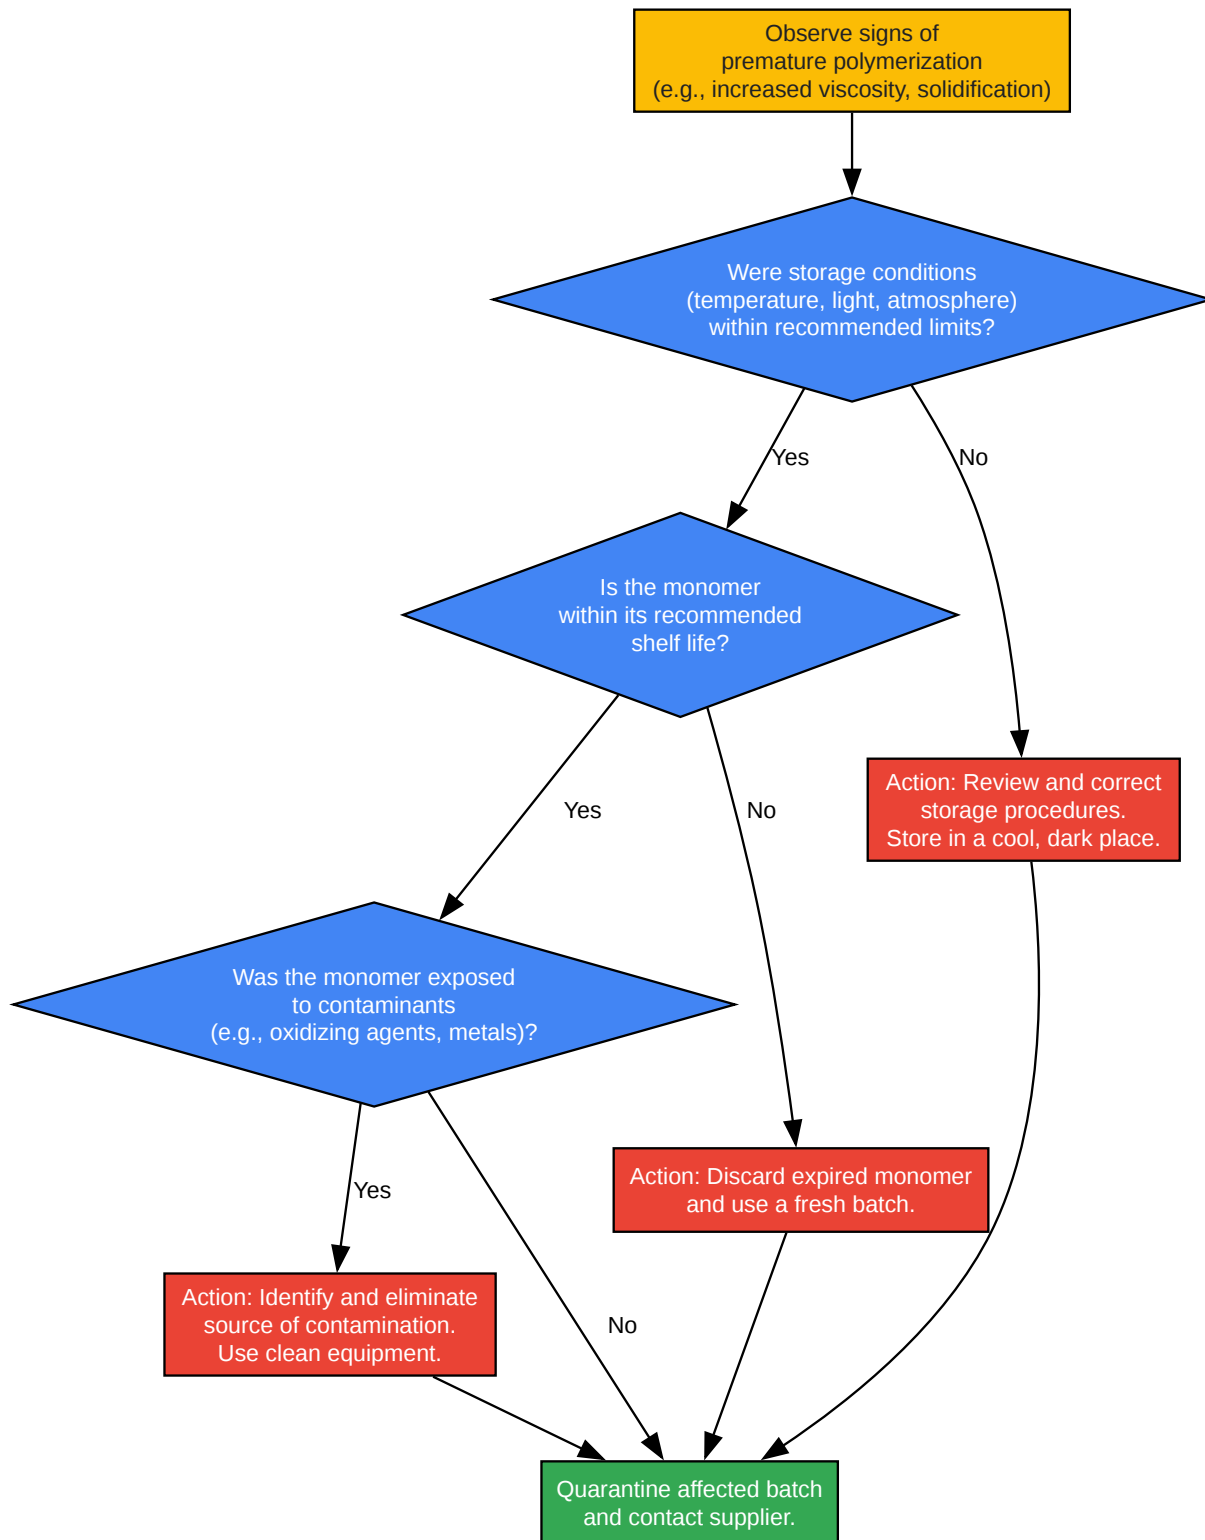 Observe signs of
premature polymerization
(e.g., increased viscosity, solidification)
Were storage conditions
(temperature, light, atmosphere)
within recommended limits?
Yes
No
Is the monomer
within its recommended
shelf life?
Action: Review and correct
storage procedures.
Store in a cool, dark place.
Yes
No
Was the monomer exposed
to contaminants
(e.g., oxidizing agents, metals)?
Action: Discard expired monomer
and use a fresh batch.
Yes
Action: Identify and eliminate
source of contamination.
Use clean equipment.
No
Quarantine affected batch
and contact supplier.